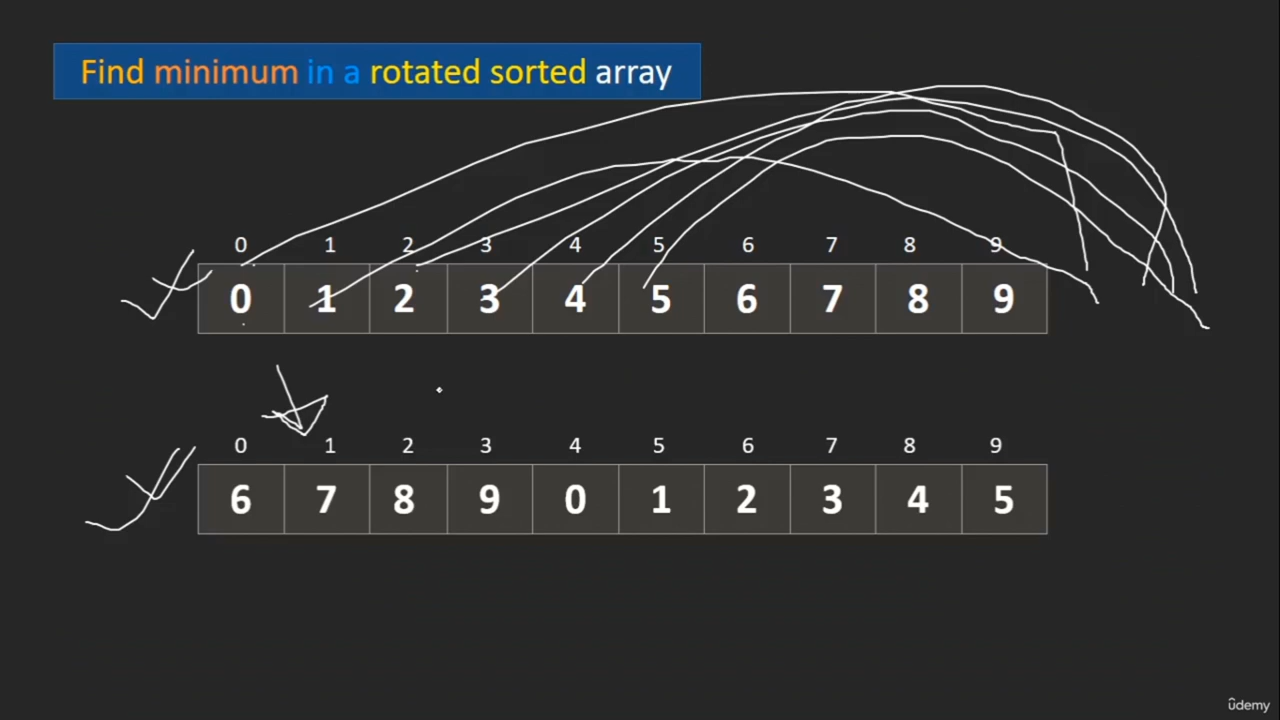 Find minimum in a rotated sorted array
0 1 2 3 4 5 6 7 8 9
0 1 2 3 4 5 6 7 8 9
0 1 2 3 4 5 6 7 8 9
6 7 8 9 0 1 2 3 4 5
ûdemy